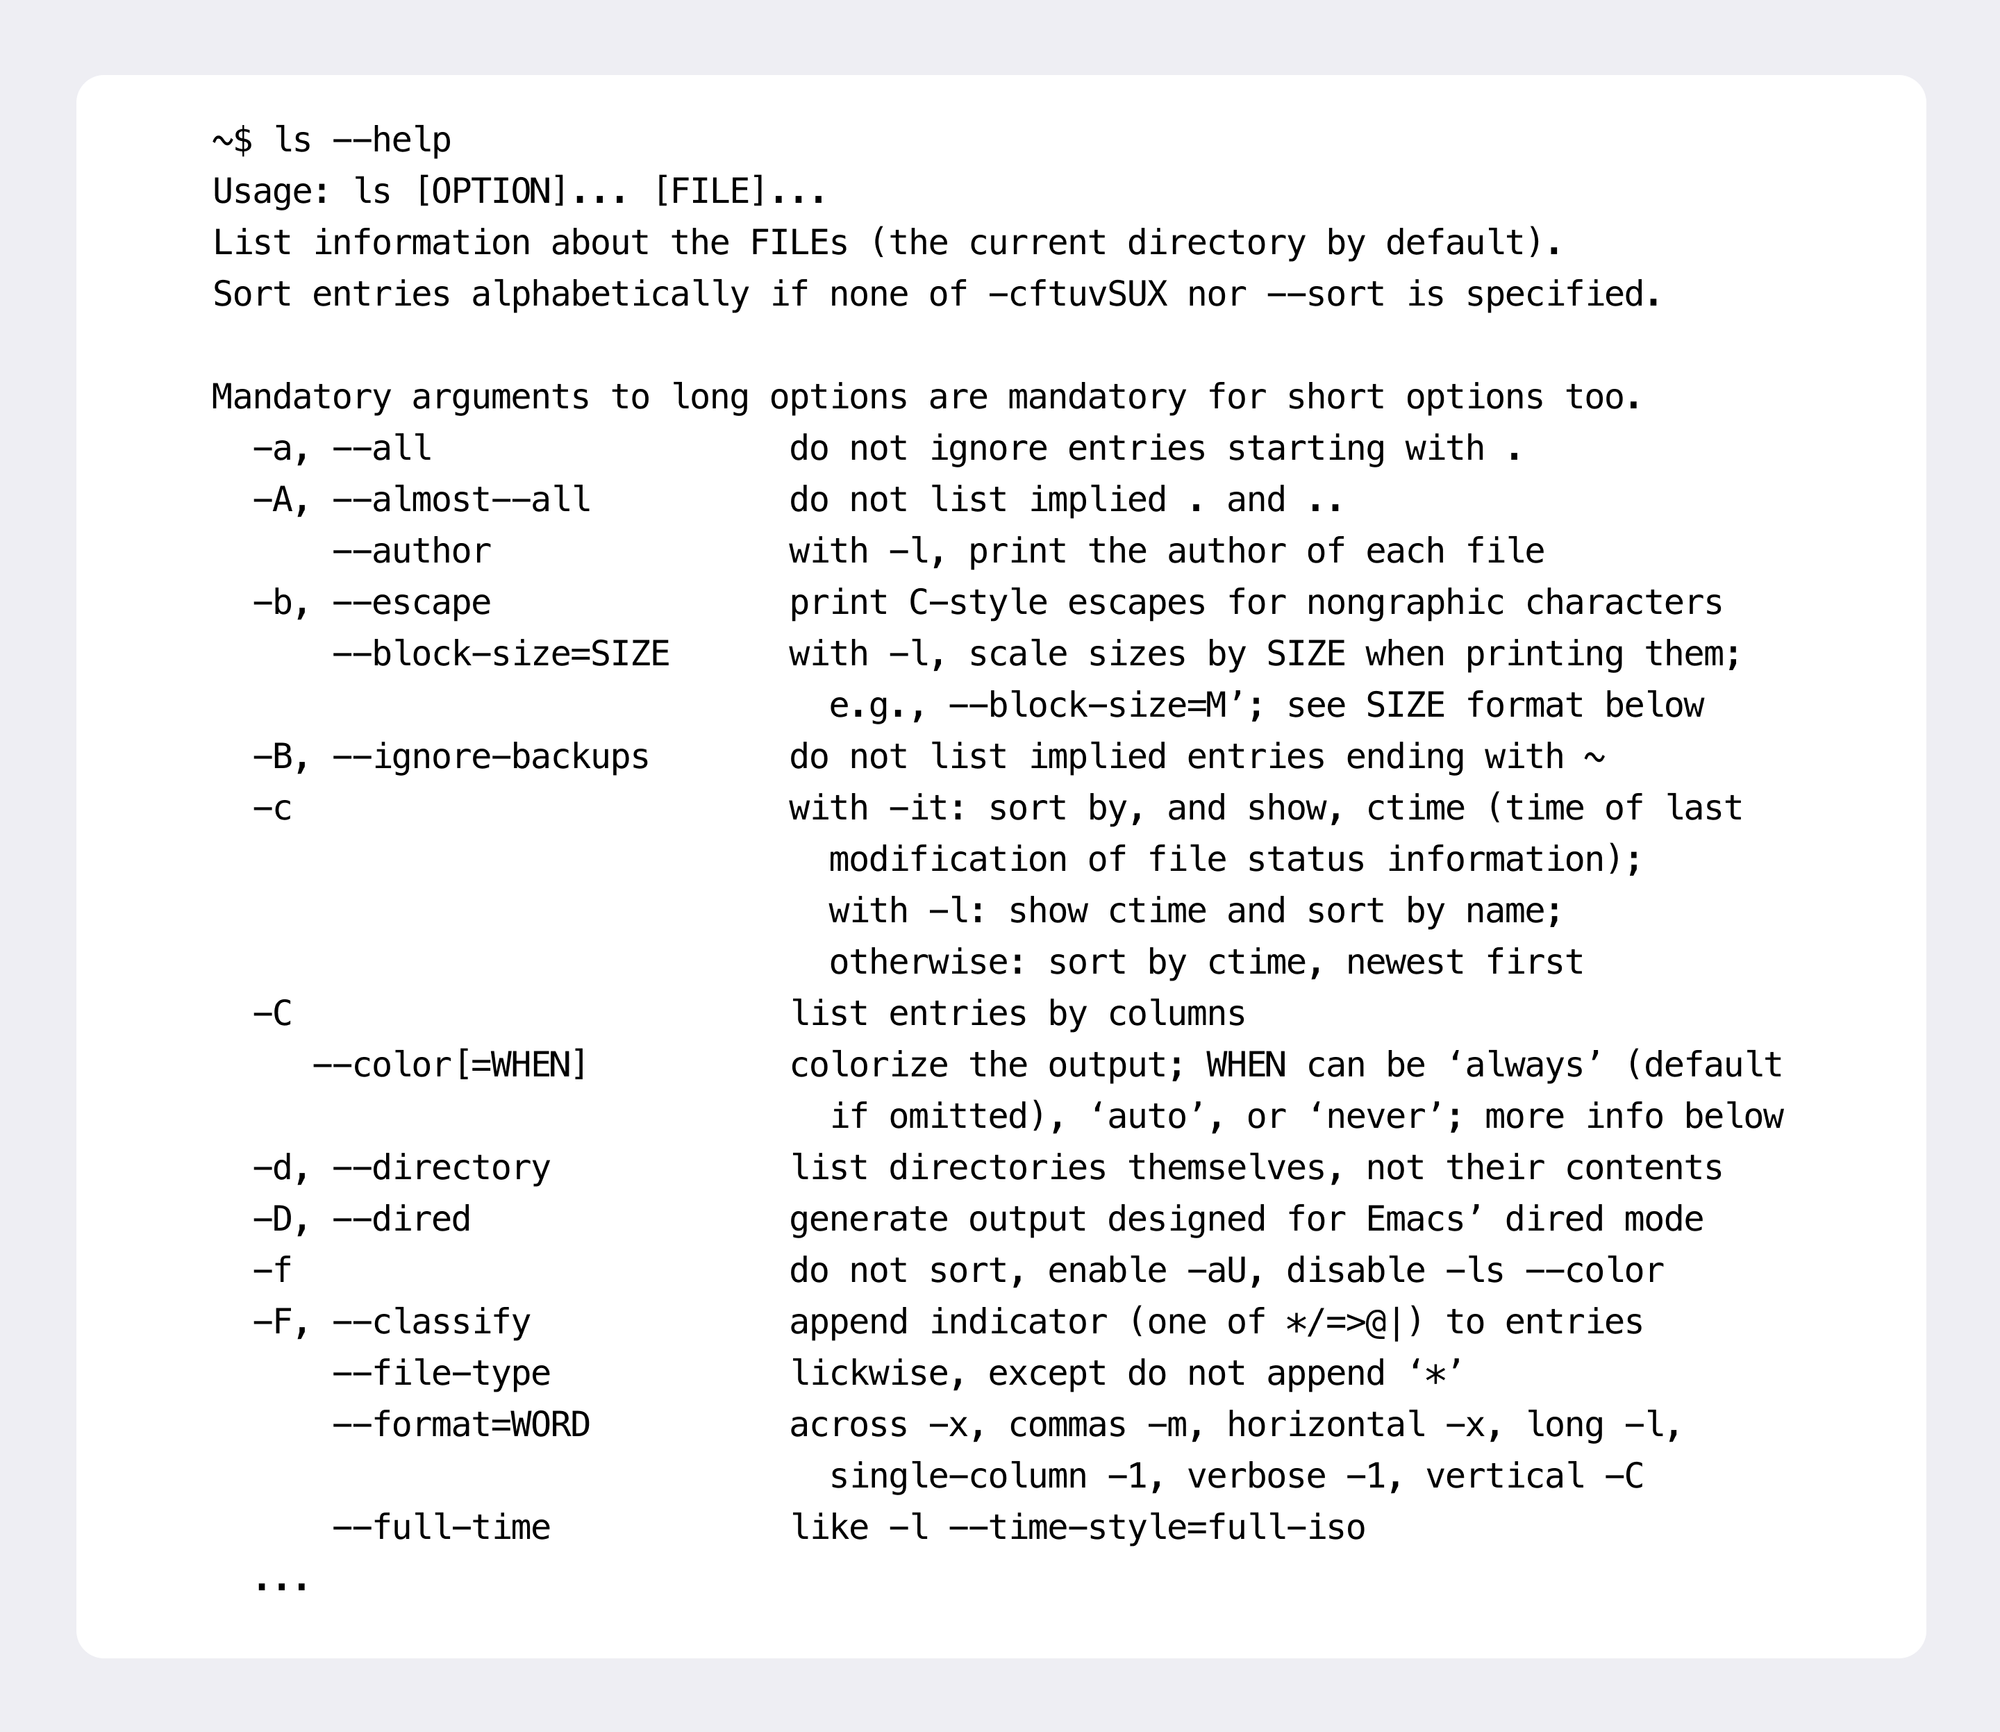 ~$ ls --help
Usage: ls [OPTION]... [FILE]...
List information about the FILEs (the current directory by default).
Sort entries alphabetically if none of -cftuvSUX nor --sort is specified.

Mandatory arguments to long options are mandatory for short options too.
  -a, --all                  do not ignore entries starting with .
  -A, --almost--all          do not list implied . and ..
      --author               with -l, print the author of each file
  -b, --escape               print C-style escapes for nongraphic characters
      --block-size=SIZE      with -l, scale sizes by SIZE when printing them;
                               e.g., --block-size=M’; see SIZE format below
  -B, --ignore-backups       do not list implied entries ending with ~
  -c                         with -it: sort by, and show, ctime (time of last
                               modification of file status information);
                               with -l: show ctime and sort by name;
                               otherwise: sort by ctime, newest first
  -C                         list entries by columns
     --color[=WHEN]          colorize the output; WHEN can be ‘always’ (default
                               if omitted), ‘auto’, or ‘never’; more info below
  -d, --directory            list directories themselves, not their contents
  -D, --dired                generate output designed for Emacs’ dired mode
  -f                         do not sort, enable -aU, disable -ls --color
  -F, --classify             append indicator (one of */=>@|) to entries
      --file-type            lickwise, except do not append ‘*’
      --format=WORD          across -x, commas -m, horizontal -x, long -l,
                               single-column -1, verbose -1, vertical -C
      --full-time            like -l --time-style=full-iso
  ...